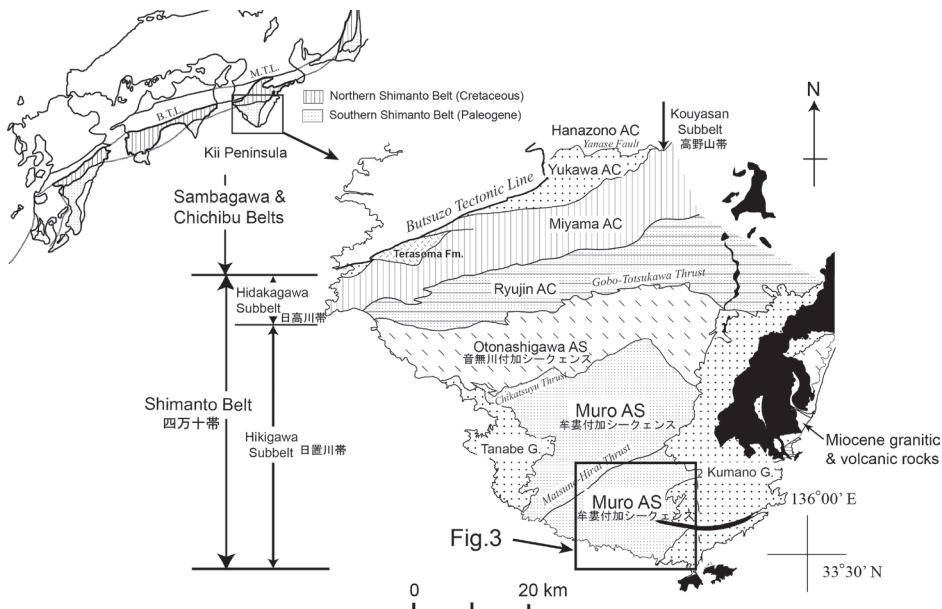 M.T.L.
B.T.L.
Northern Shimanto Belt (Cretaceous)
Southern Shimanto Belt (Paleogene)
Kii Peninsula
N
Kouyasan
Subbelt
高野山帯
Hanazono AC
Yanase Fault
Yukawa AC
Sambagawa &
Chichibu Belts
Butsuzo Tectonic Line
Miyama AC
Terasoma Fm.
Gobo-Totsukawa Thrust
Ryujin AC
Hidakagawa
Subbelt
日高川帯
Otonashigawa AS
音無川付加シークェンス
Chikatsuyu Thrust
Shimanto Belt
四万十帯
Muro AS
牟婁付加シークェンス
Hikigawa
Subbelt 日置川帯
Tanabe G.
Matsune-Hirai Thrust
Miocene granitic
& volcanic rocks
Kumano G.
Muro AS
牟婁付加シークェンス
136°00' E
Fig.3
33°30' N
0 20 km